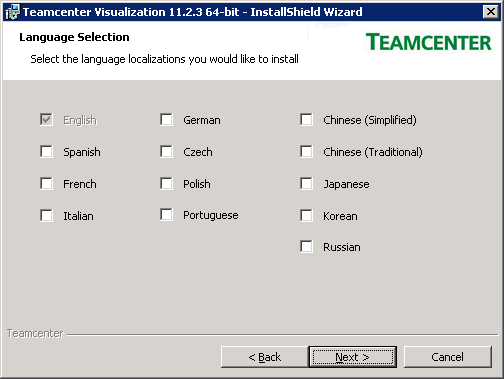 Teamcenter Visualization 11.2.3 64-bit - InstallShield Wizard
Language Selection
Select the language localizations you would like to install
TEAMCENTER
English
German
Chinese (Simplified)
Spanish
Czech
Chinese (Traditional)
French
Polish
Japanese
Italian
Portuguese
Korean
Russian
Teamcenter
< Back
Next >
Cancel